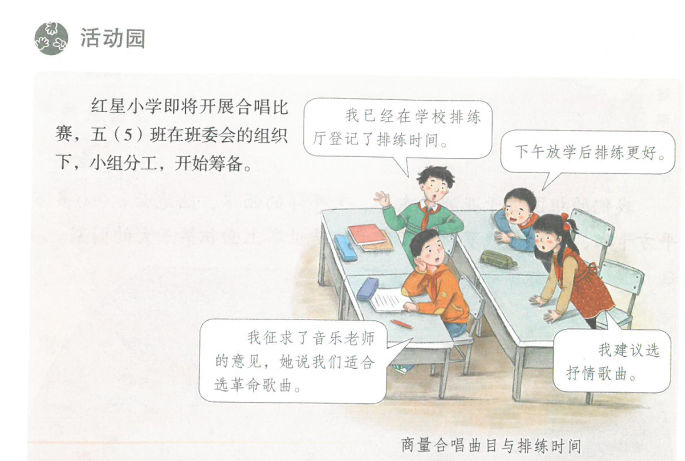 活动园
红星小学即将开展合唱比
赛，五（5）班在班委会的组织
下，小组分工，开始筹备。
我已经在学校排练
厅登记了排练时间。
下午放学后排练更好。
我征求了音乐老师
的意见，她说我们适合
选革命歌曲。
我建议选
抒情歌曲。
商量合唱曲目与排练时间